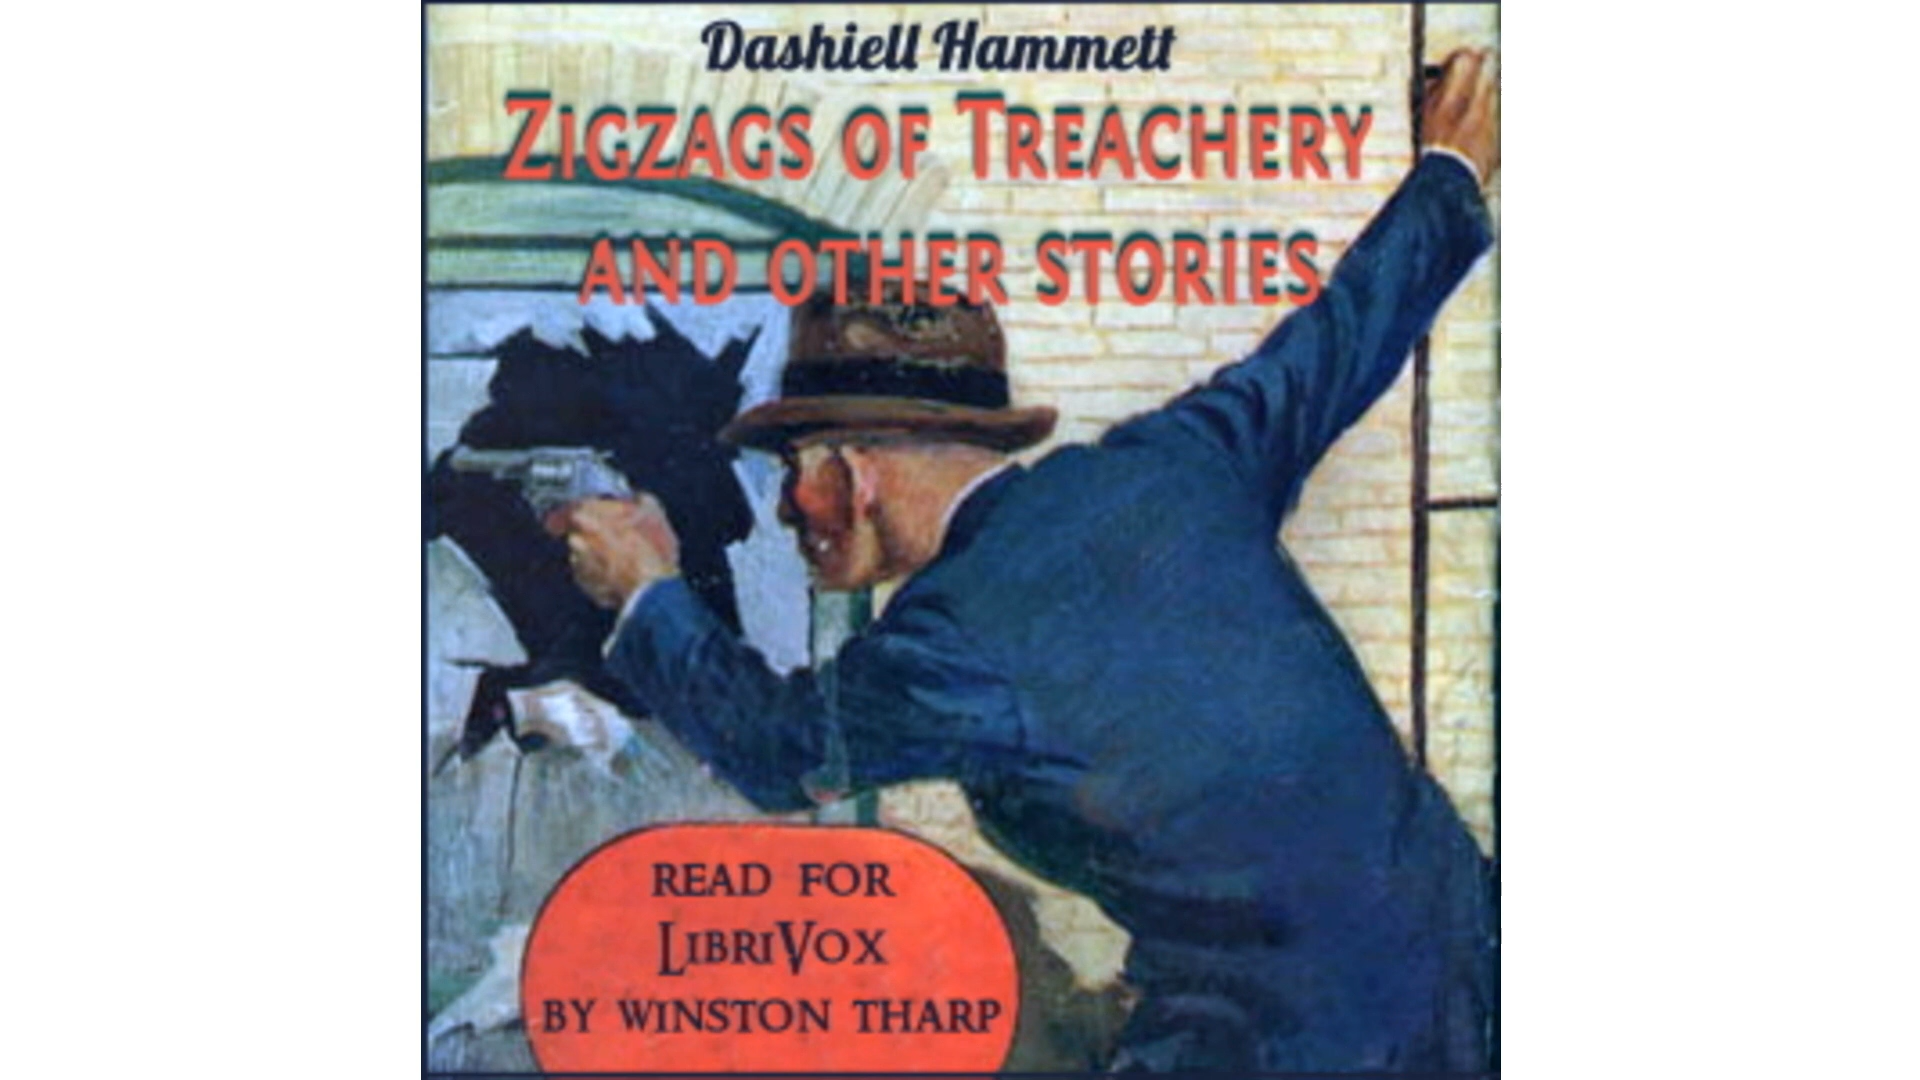 Dashiell Hammett
ZIGZAGS OF TREACHERY
AND OTHER STORIES
READ FOR
LIBRIVOX
BY WINSTON THARP